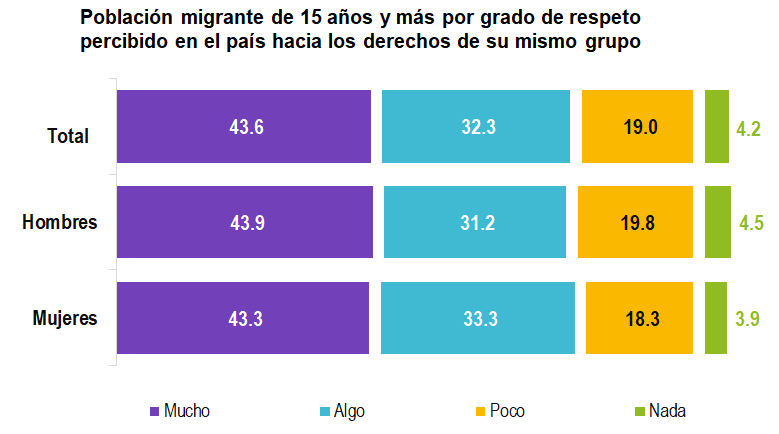 Población migrante de 15 años y más por grado de respeto
percibido en el país hacia los derechos de su mismo grupo
Total 43.6 32.3 19.0 4.2
Hombres 43.9 31.2 19.8 4.5
Mujeres 43.3 33.3 18.3 3.9
Mucho Algo Poco Nada